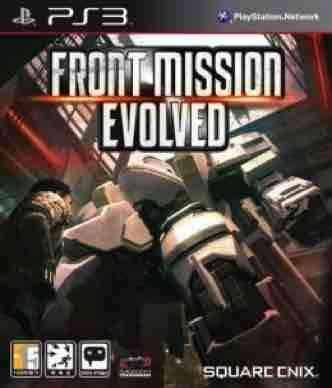 PS3
PlayStation®Network
FRONT MISSION
EVOLVED
SQUARE ENIX.